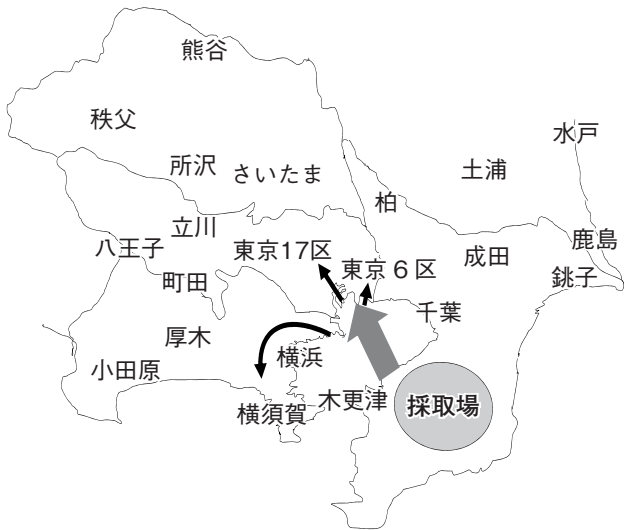 熊谷
秩父
水戸
所沢
さいたま
土浦
柏
立川
八王子
東京17区
東京6区
成田
鹿島
銚子
町田
千葉
厚木
横浜
小田原
横須賀
木更津
採取場